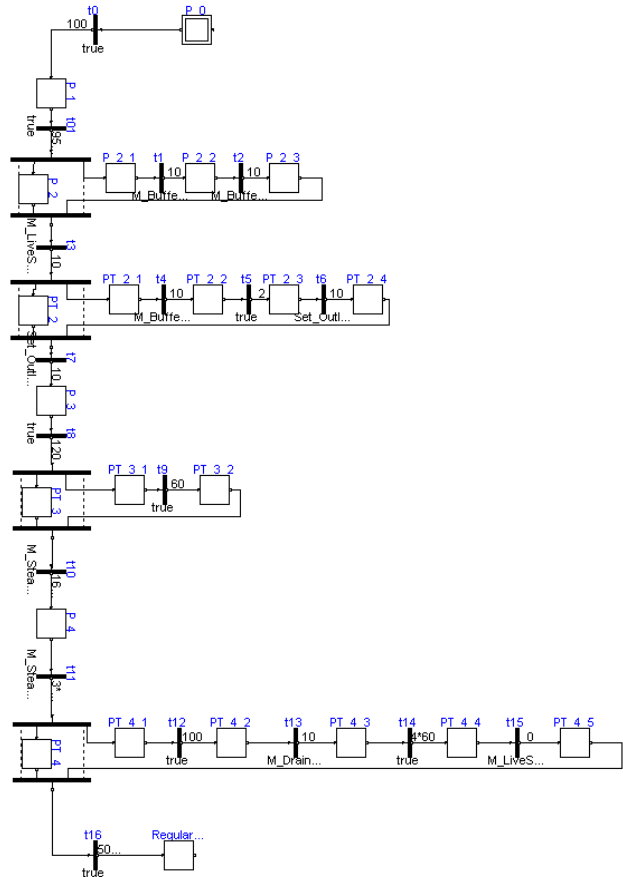 t0 P_0
100
true
P_1
t01
true 95
P_2_1 t1 P_2_2 t2 P_2_3
10 10
P_2
M_Buffe... M_Buffe...
t3
M_LiveS... 10
PT_2_1 t4 PT_2_2 t5 PT_2_3 t6 PT_2_4
10 2 10
PT_2
M_Buffe... true Set_Outl...
t7
Set_Outl... 10
P_3
t8
true 120
PT_3_1 t9 PT_3_2
60
PT_3
true
t10
M_Stea... 16...
P_4
t11
M_Stea... 3*...
PT_4_1 t12 PT_4_2 t13 PT_4_3 t14 PT_4_4 t15 PT_4_5
100 10 4*60 0
PT_4
true M_Drain... true M_LiveS...
t16 Regular...
50...
true